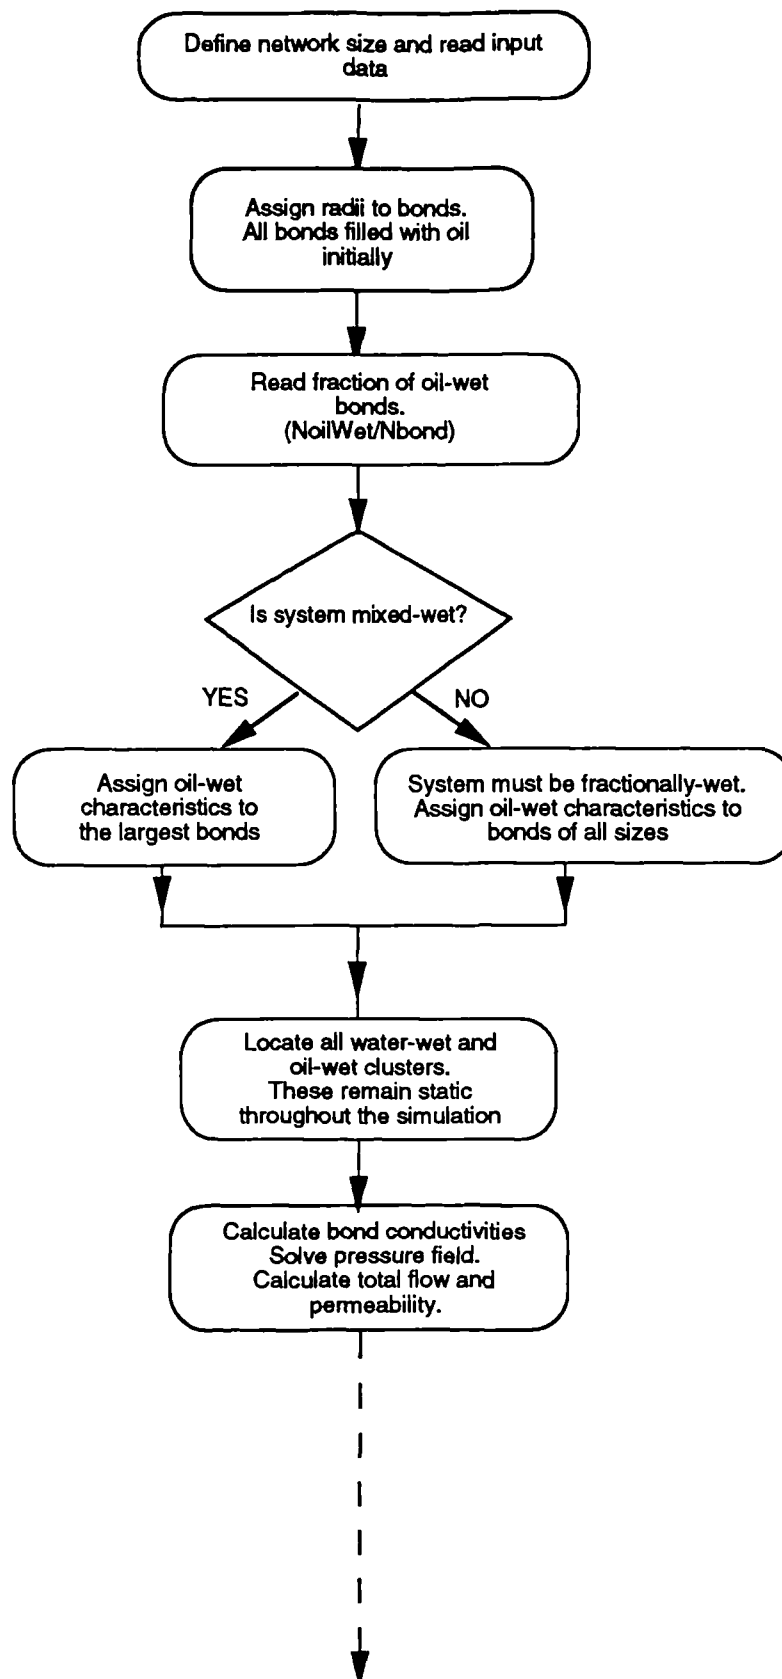 Define network size and read input
data
Assign radii to bonds.
All bonds filled with oil
initially
Read fraction of oil-wet
bonds.
(NoilWet/Nbond)
Is system mixed-wet?
YES
NO
Assign oil-wet
characteristics to
the largest bonds
System must be fractionally-wet.
Assign oil-wet characteristics to
bonds of all sizes
Locate all water-wet and
oil-wet clusters.
These remain static
throughout the simulation
Calculate bond conductivities
Solve pressure field.
Calculate total flow and
permeability.